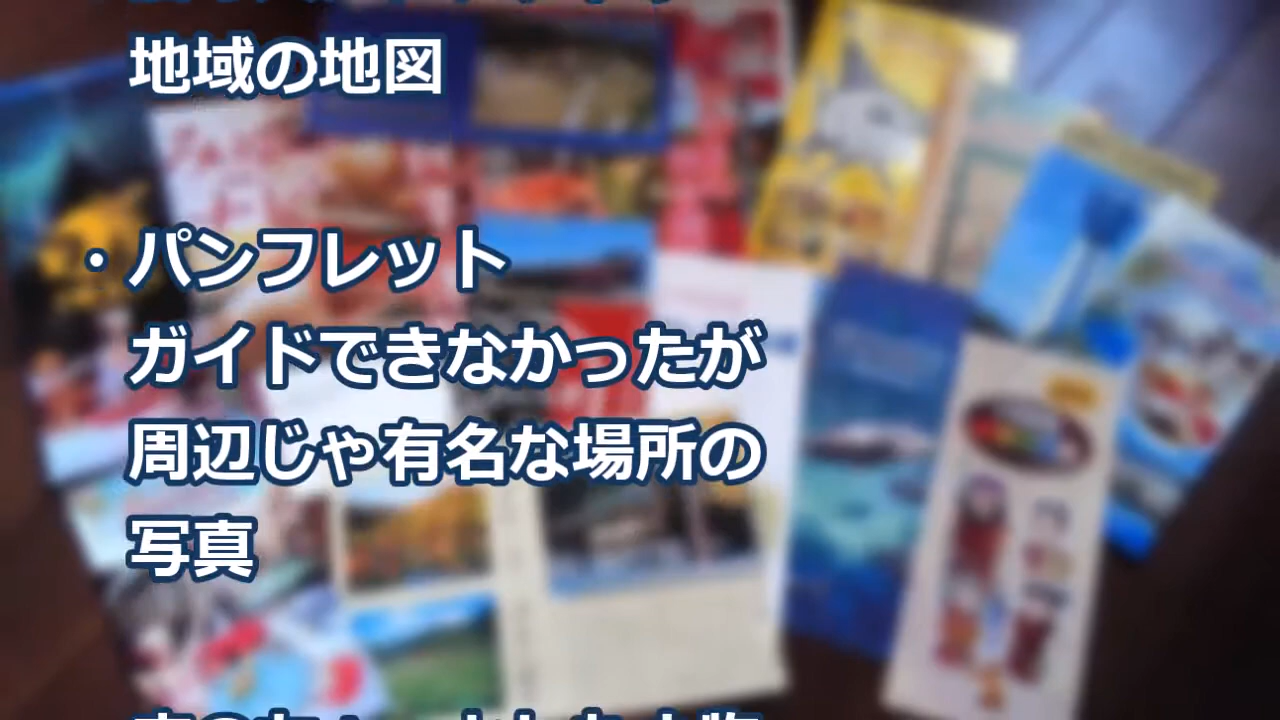 地域の地図
・パンフレット
ガイドできなかったが
周辺じゃ有名な場所の
写真